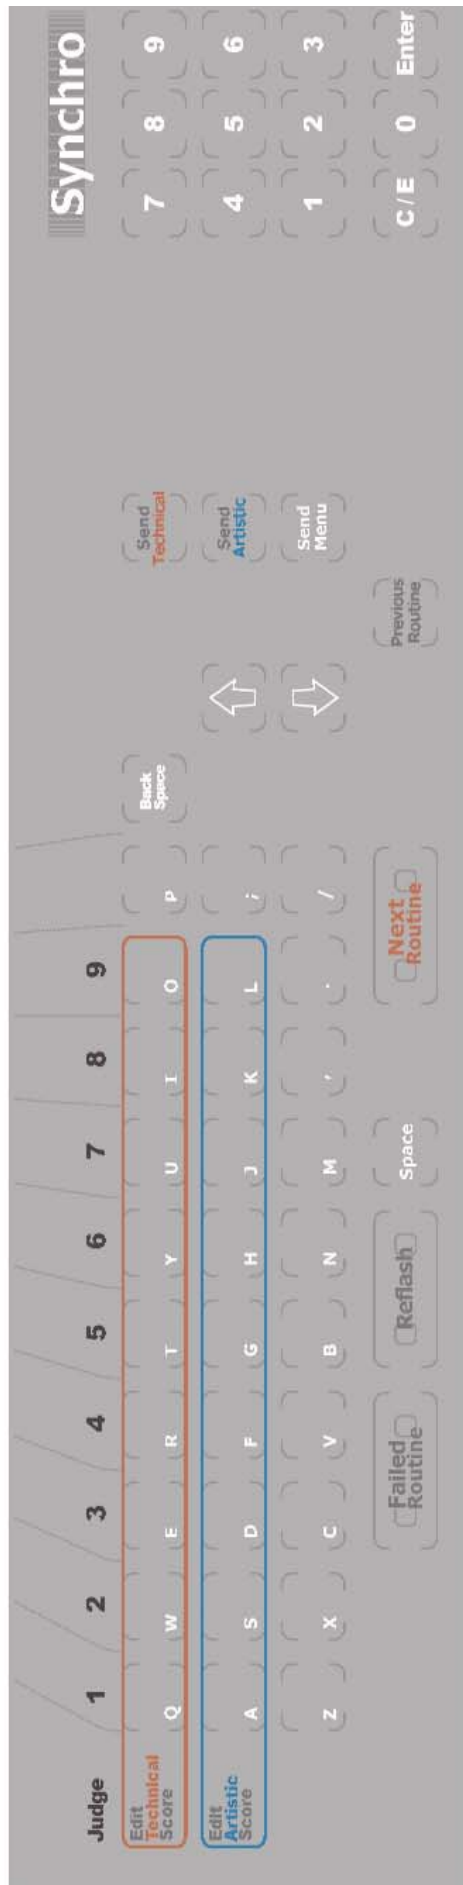 Synchro
Judge 1 2 3 4 5 6 7 8 9
Edit
Technical
Score
Q W E R T Y U I O P
Back
Space
Send
Technical
7 8 9
Edit
Artistic
Score
A S D F G H J K L ;
Send
Artistic
4 5 6
Z X C V B N M , . /
Send
Menu
1 2 3
Failed
Routine
Reflash
Space
Next
Routine
Previous
Routine
C / E 0 Enter